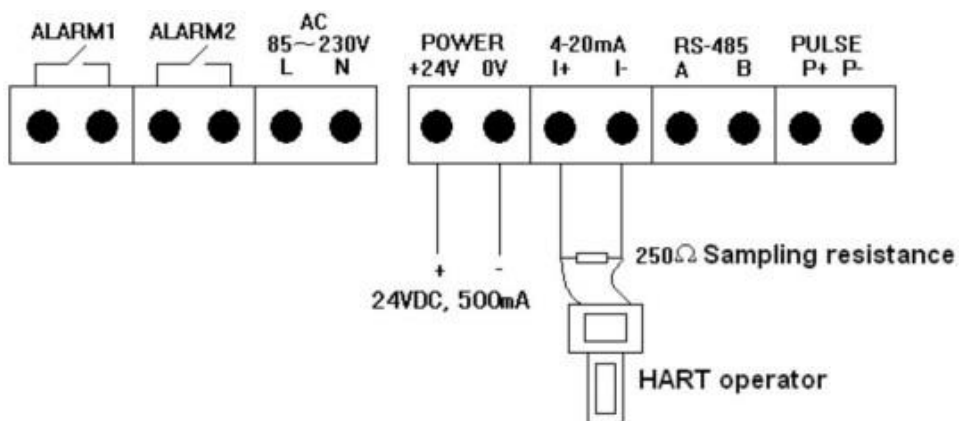 ALARM1 ALARM2 AC
85~230V
L N
POWER 4-20mA RS-485 PULSE
+24V 0V I+ I- A B P+ P-
250Ω Sampling resistance
+ -
24VDC, 500mA
HART operator